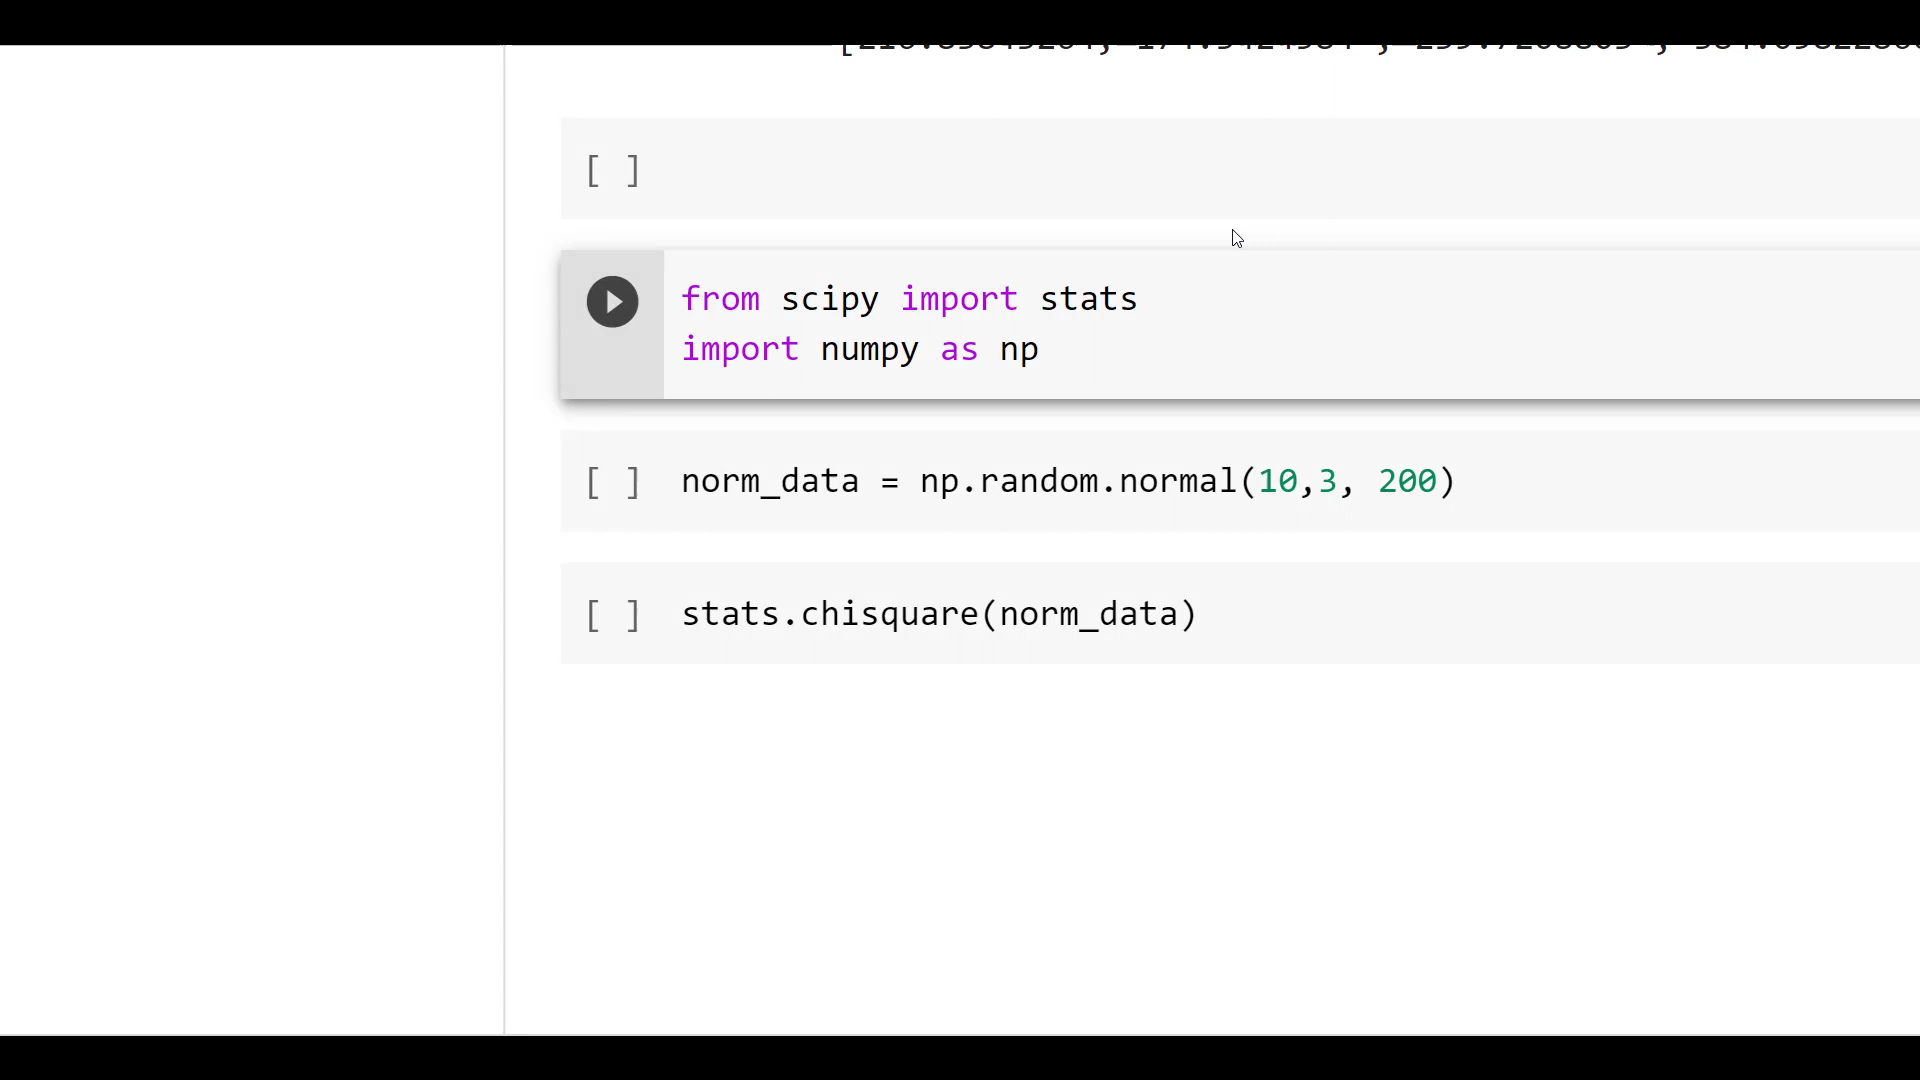 [ ]
from scipy import stats
import numpy as np
[ ] norm_data = np.random.normal(10,3, 200)
[ ] stats.chisquare(norm_data)